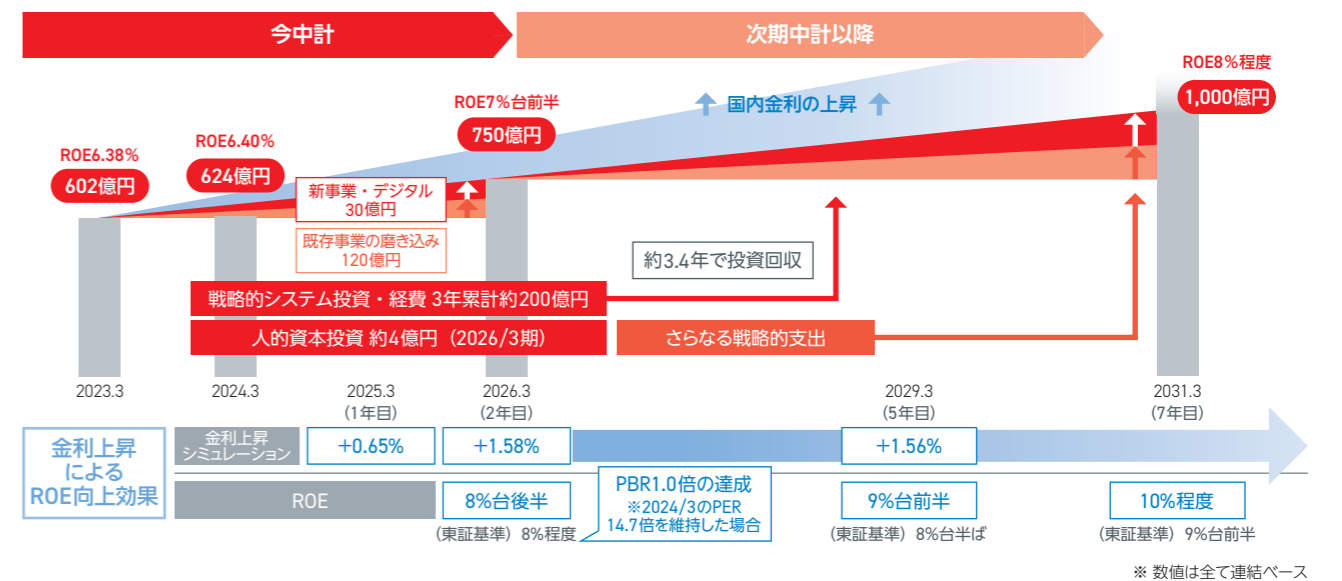 今中計
次期中計以降
ROE8%程度
1,000億円
国内金利の上昇
ROE7%台前半
750億円
ROE6.40%
624億円
ROE6.38%
602億円
新事業・デジタル
30億円
既存事業の磨き込み
120億円
約3.4年で投資回収
戦略的システム投資・経費 3年累計約200億円
人的資本投資 約4億円（2026/3期）
さらなる戦略的支出
2023.3
2024.3
2025.3
(1年目)
2026.3
(2年目)
2029.3
(5年目)
2031.3
(7年目)
金利上昇
による
ROE向上効果
金利上昇
シミュレーション
+0.65%
+1.58%
+1.56%
ROE
8%台後半
(東証基準) 8%程度
PBR1.0倍の達成
※2024/3のPER
14.7倍を維持した場合
9%台前半
(東証基準) 8%台半ば
10%程度
(東証基準) 9%台前半
※ 数値は全て連結ベース